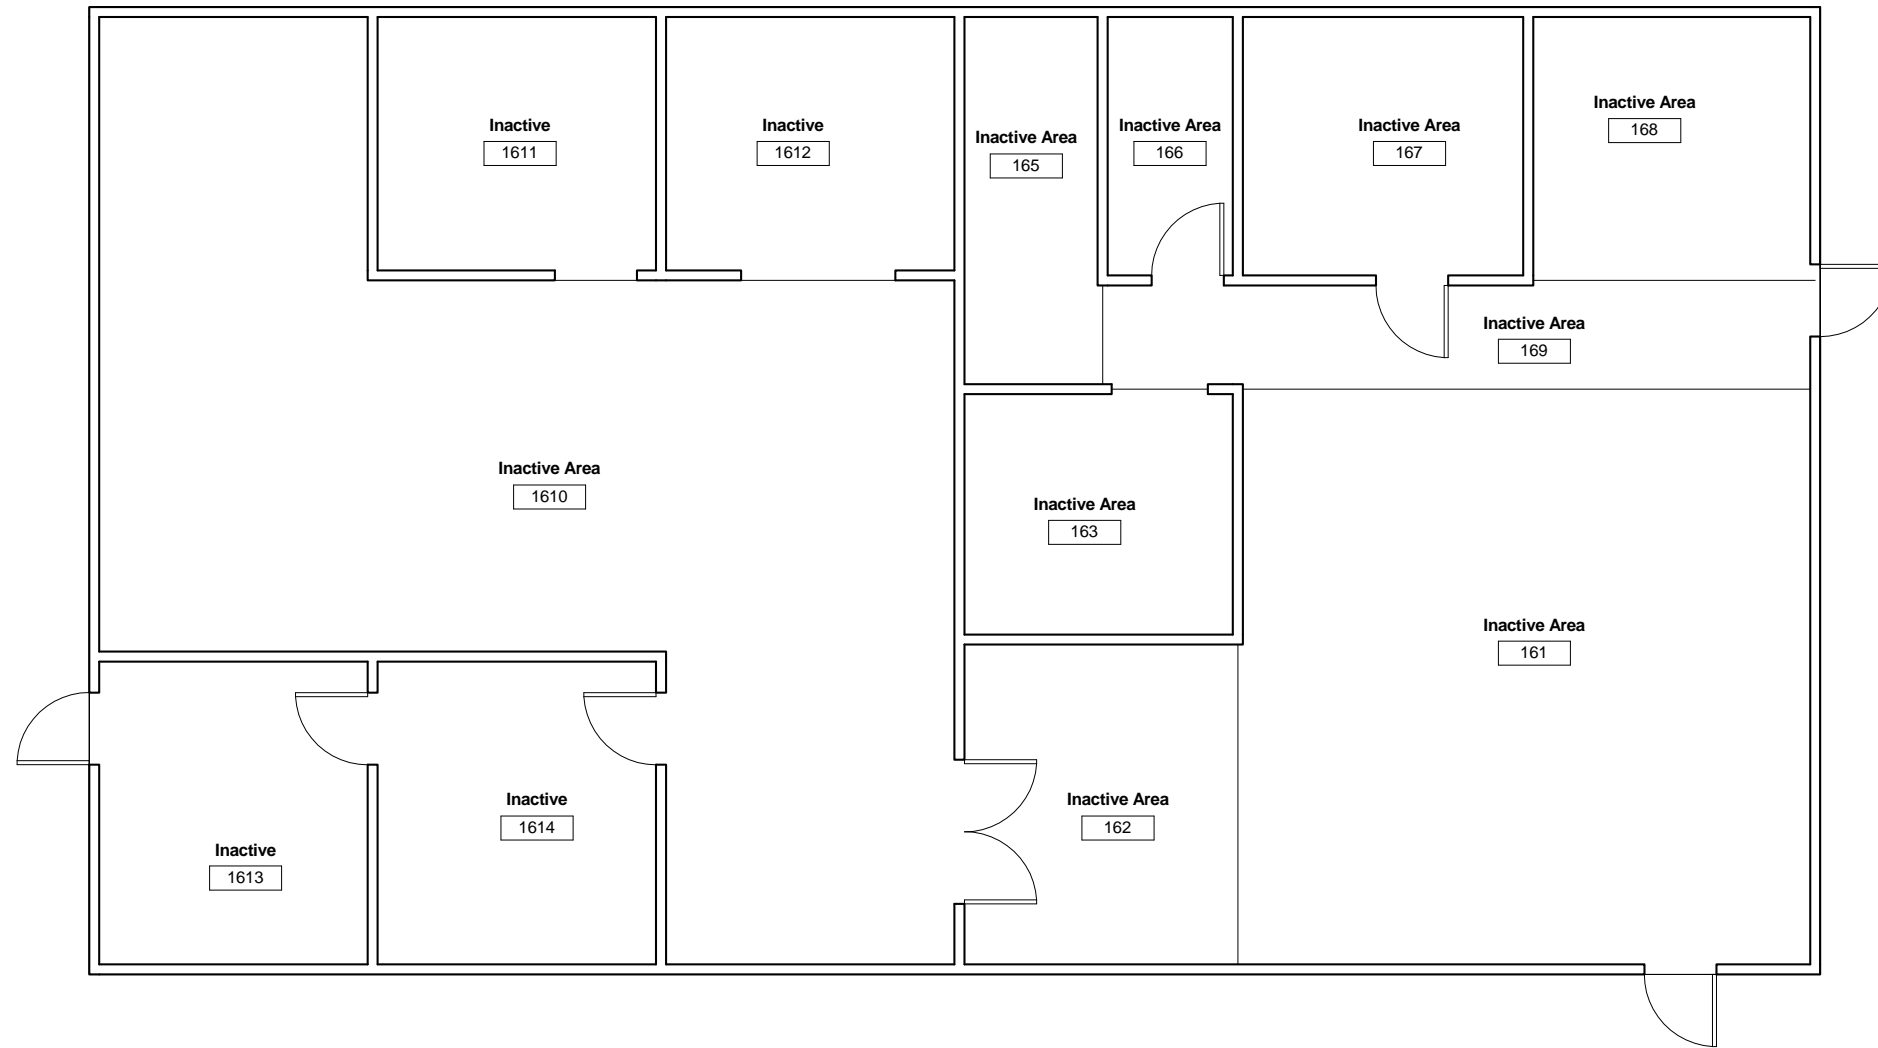 Inactive
1611
Inactive
1612
Inactive Area
165
Inactive Area
166
Inactive Area
167
Inactive Area
168
Inactive Area
169
Inactive Area
1610
Inactive Area
163
Inactive Area
161
Inactive
1613
Inactive
1614
Inactive Area
162